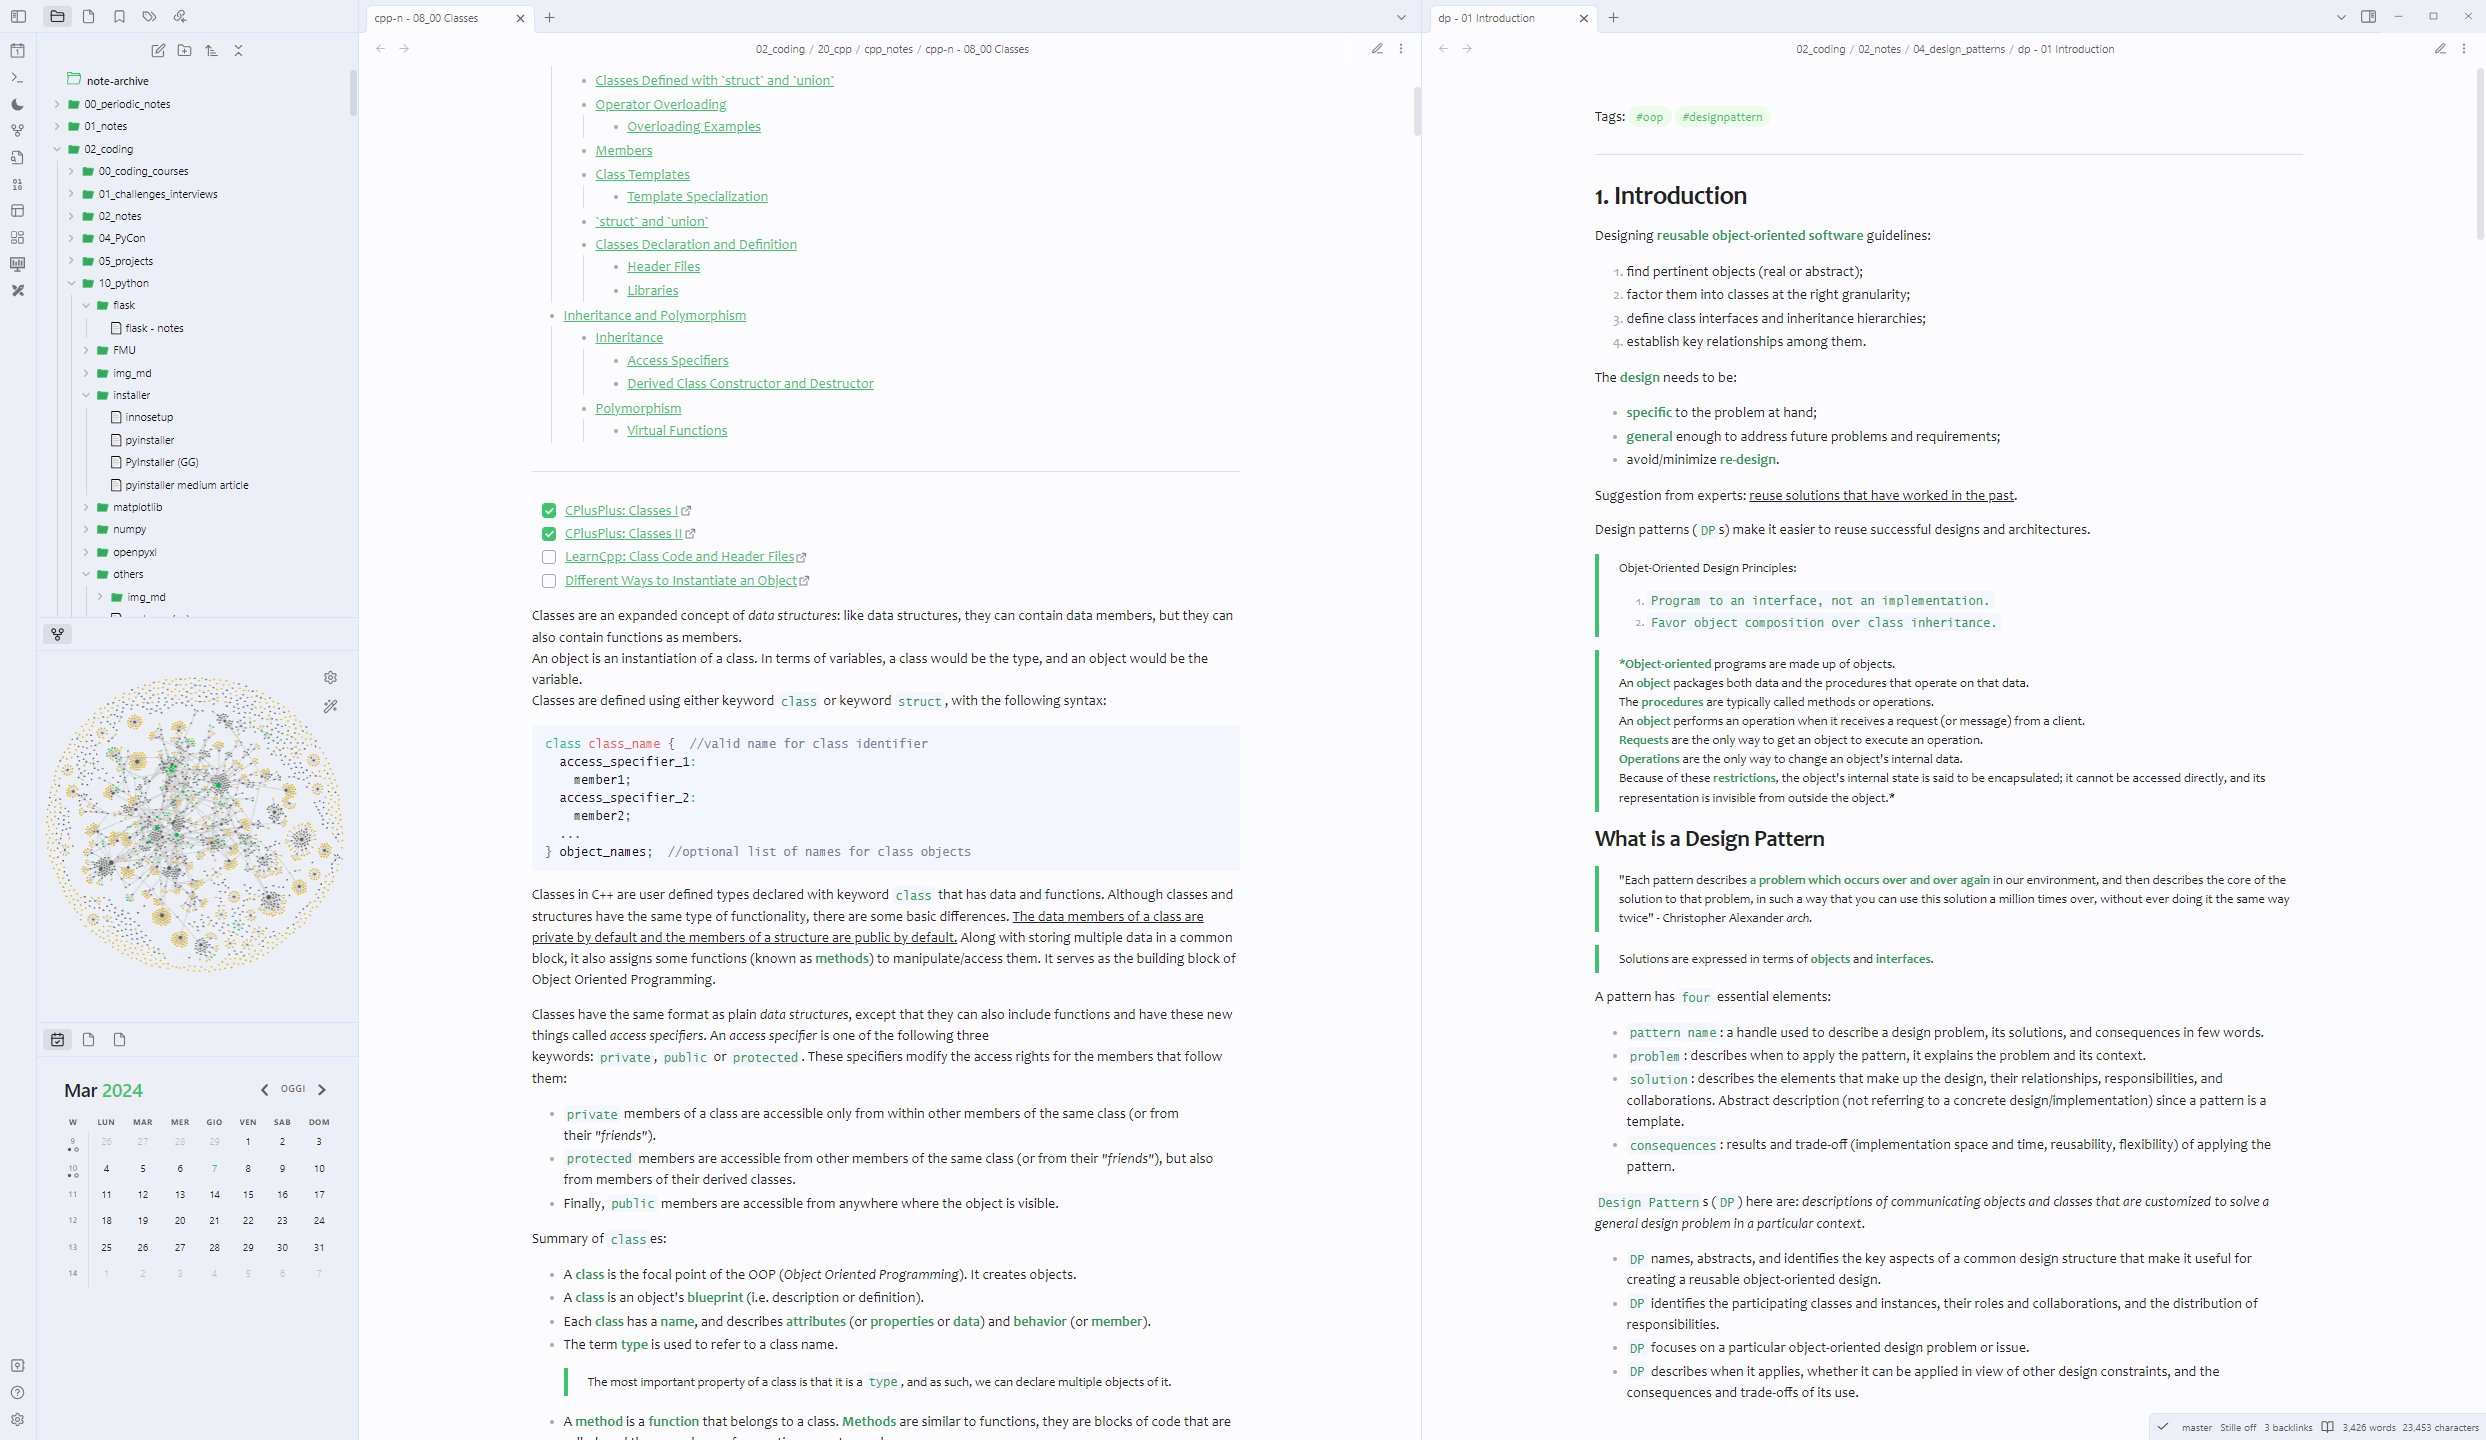 note-archive
00_periodic_notes
01_notes
02_coding
00_coding_courses
01_challenges_interviews
02_notes
04_PyCon
05_projects
10_python
flask
flask - notes
FMU
img_md
installer
innosetup
pyinstaller
PyInstaller (GG)
pyinstaller medium article
matplotlib
numpy
openpyxl
others
img_md
Mar 2024
OGGI
W LUN MAR MER GIO VEN SAB DOM
9 26 27 28 29 1 2 3
10 4 5 6 7 8 9 10
11 11 12 13 14 15 16 17
12 18 19 20 21 22 23 24
13 25 26 27 28 29 30 31
14 1 2 3 4 5 6 7
cpp-n - 08_00 Classes
02_coding / 20_cpp / cpp_notes / cpp-n - 08_00 Classes
Classes Defined with `struct` and `union`
Operator Overloading
Overloading Examples
Members
Class Templates
Template Specialization
`struct` and `union`
Classes Declaration and Definition
Header Files
Libraries
Inheritance and Polymorphism
Inheritance
Access Specifiers
Derived Class Constructor and Destructor
Polymorphism
Virtual Functions
CPlusPlus: Classes I
CPlusPlus: Classes II
LearnCpp: Class Code and Header Files
Different Ways to Instantiate an Object
Classes are an expanded concept of data structures: like data structures, they can contain data members, but they can
also contain functions as members.
An object is an instantiation of a class. In terms of variables, a class would be the type, and an object would be the
variable.
Classes are defined using either keyword class or keyword struct, with the following syntax:
class class_name {  //valid name for class identifier
access_specifier_1:
member1;
access_specifier_2:
member2;
...
} object_names;  //optional list of names for class objects
Classes in C++ are user defined types declared with keyword class that has data and functions. Although classes and
structures have the same type of functionality, there are some basic differences. The data members of a class are
private by default and the members of a structure are public by default. Along with storing multiple data in a common
block, it also assigns some functions (known as methods) to manipulate/access them. It serves as the building block of
Object Oriented Programming.
Classes have the same format as plain data structures, except that they can also include functions and have these new
things called access specifiers. An access specifier is one of the following three
keywords: private, public or protected. These specifiers modify the access rights for the members that follow
them:
private members of a class are accessible only from within other members of the same class (or from
their "friends").
protected members are accessible from other members of the same class (or from their "friends"), but also
from members of their derived classes.
Finally, public members are accessible from anywhere where the object is visible.
Summary of class es:
A class is the focal point of the OOP (Object Oriented Programming). It creates objects.
A class is an object's blueprint (i.e. description or definition).
Each class has a name, and describes attributes (or properties or data) and behavior (or member).
The term type is used to refer to a class name.
The most important property of a class is that it is a type, and as such, we can declare multiple objects of it.
A method is a function that belongs to a class. Methods are similar to functions, they are blocks of code that are
dp - 01 Introduction
02_coding / 02_notes / 04_design_patterns / dp - 01 Introduction
Tags: #oop #designpattern
1. Introduction
Designing reusable object-oriented software guidelines:
1. find pertinent objects (real or abstract);
2. factor them into classes at the right granularity;
3. define class interfaces and inheritance hierarchies;
4. establish key relationships among them.
The design needs to be:
specific to the problem at hand;
general enough to address future problems and requirements;
avoid/minimize re-design.
Suggestion from experts: reuse solutions that have worked in the past.
Design patterns ( DP s) make it easier to reuse successful designs and architectures.
Objet-Oriented Design Principles:
1. Program to an interface, not an implementation.
2. Favor object composition over class inheritance.
*Object-oriented programs are made up of objects.
An object packages both data and the procedures that operate on that data.
The procedures are typically called methods or operations.
An object performs an operation when it receives a request (or message) from a client.
Requests are the only way to get an object to execute an operation.
Operations are the only way to change an object's internal data.
Because of these restrictions, the object's internal state is said to be encapsulated; it cannot be accessed directly, and its
representation is invisible from outside the object.*
What is a Design Pattern
"Each pattern describes a problem which occurs over and over again in our environment, and then describes the core of the
solution to that problem, in such a way that you can use this solution a million times over, without ever doing it the same way
twice" - Christopher Alexander arch.
Solutions are expressed in terms of objects and interfaces.
A pattern has four essential elements:
pattern name: a handle used to describe a design problem, its solutions, and consequences in few words.
problem: describes when to apply the pattern, it explains the problem and its context.
solution: describes the elements that make up the design, their relationships, responsibilities, and
collaborations. Abstract description (not referring to a concrete design/implementation) since a pattern is a
template.
consequences: results and trade-off (implementation space and time, reusability, flexibility) of applying the
pattern.
Design Pattern s ( DP ) here are: descriptions of communicating objects and classes that are customized to solve a
general design problem in a particular context.
DP names, abstracts, and identifies the key aspects of a common design structure that make it useful for
creating a reusable object-oriented design.
DP identifies the participating classes and instances, their roles and collaborations, and the distribution of
responsibilities.
DP focuses on a particular object-oriented design problem or issue.
DP describes when it applies, whether it can be applied in view of other design constraints, and the
consequences and trade-offs of its use.
master Stille off 3 backlinks 3,426 words 23,453 characters